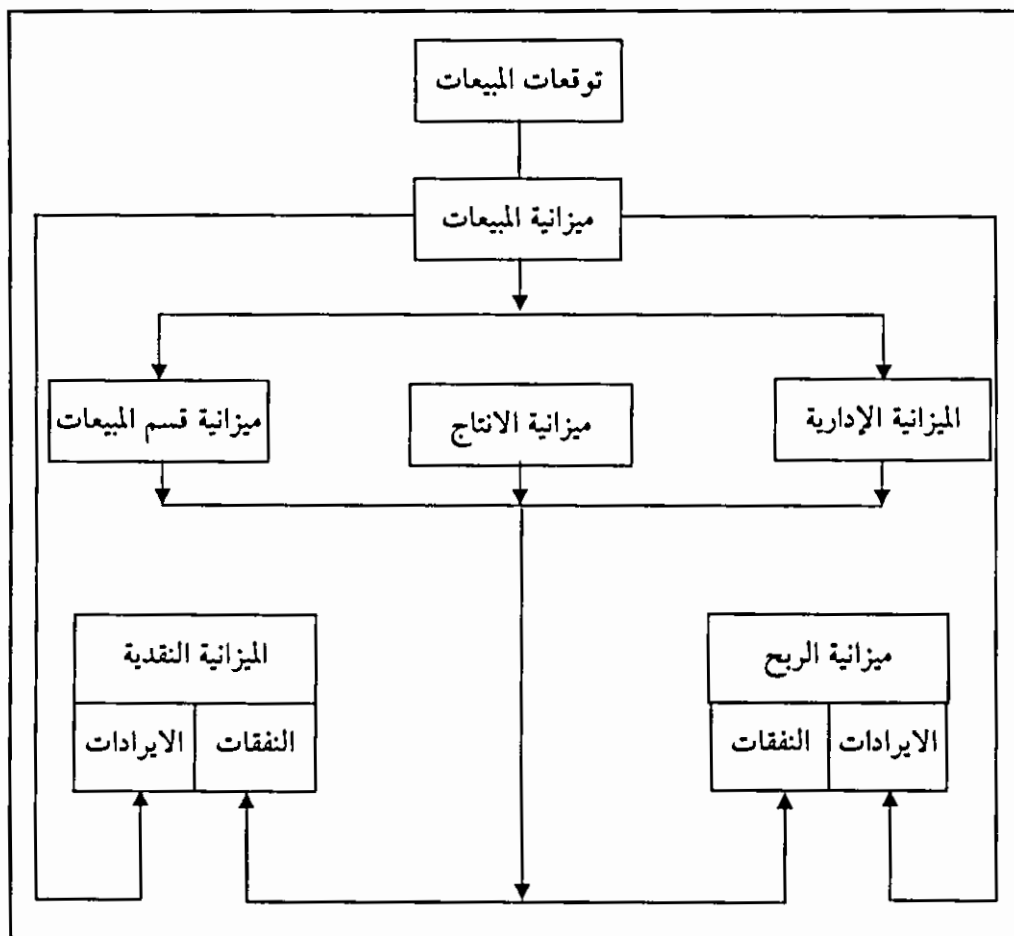 توقعات المبيعات
ميزانية المبيعات
الميزانية الإدارية
ميزانية الانتاج
ميزانية قسم المبيعات
ميزانية الربح
الايرادات
النفقات
الميزانية النقدية
النفقات
الايرادات